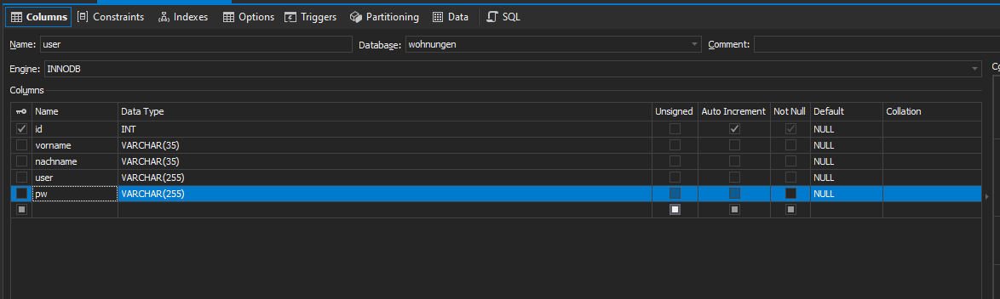 Columns Constraints Indexes Options Triggers Partitioning Data SQL
Name: user Database: wohnungen Comment:
Engine: INNODB
Columns
Name Data Type Unsigned Auto Increment Not Null Default Collation
id INT NULL
vorname VARCHAR(35) NULL
nachname VARCHAR(35) NULL
user VARCHAR(255) NULL
pw VARCHAR(255) NULL